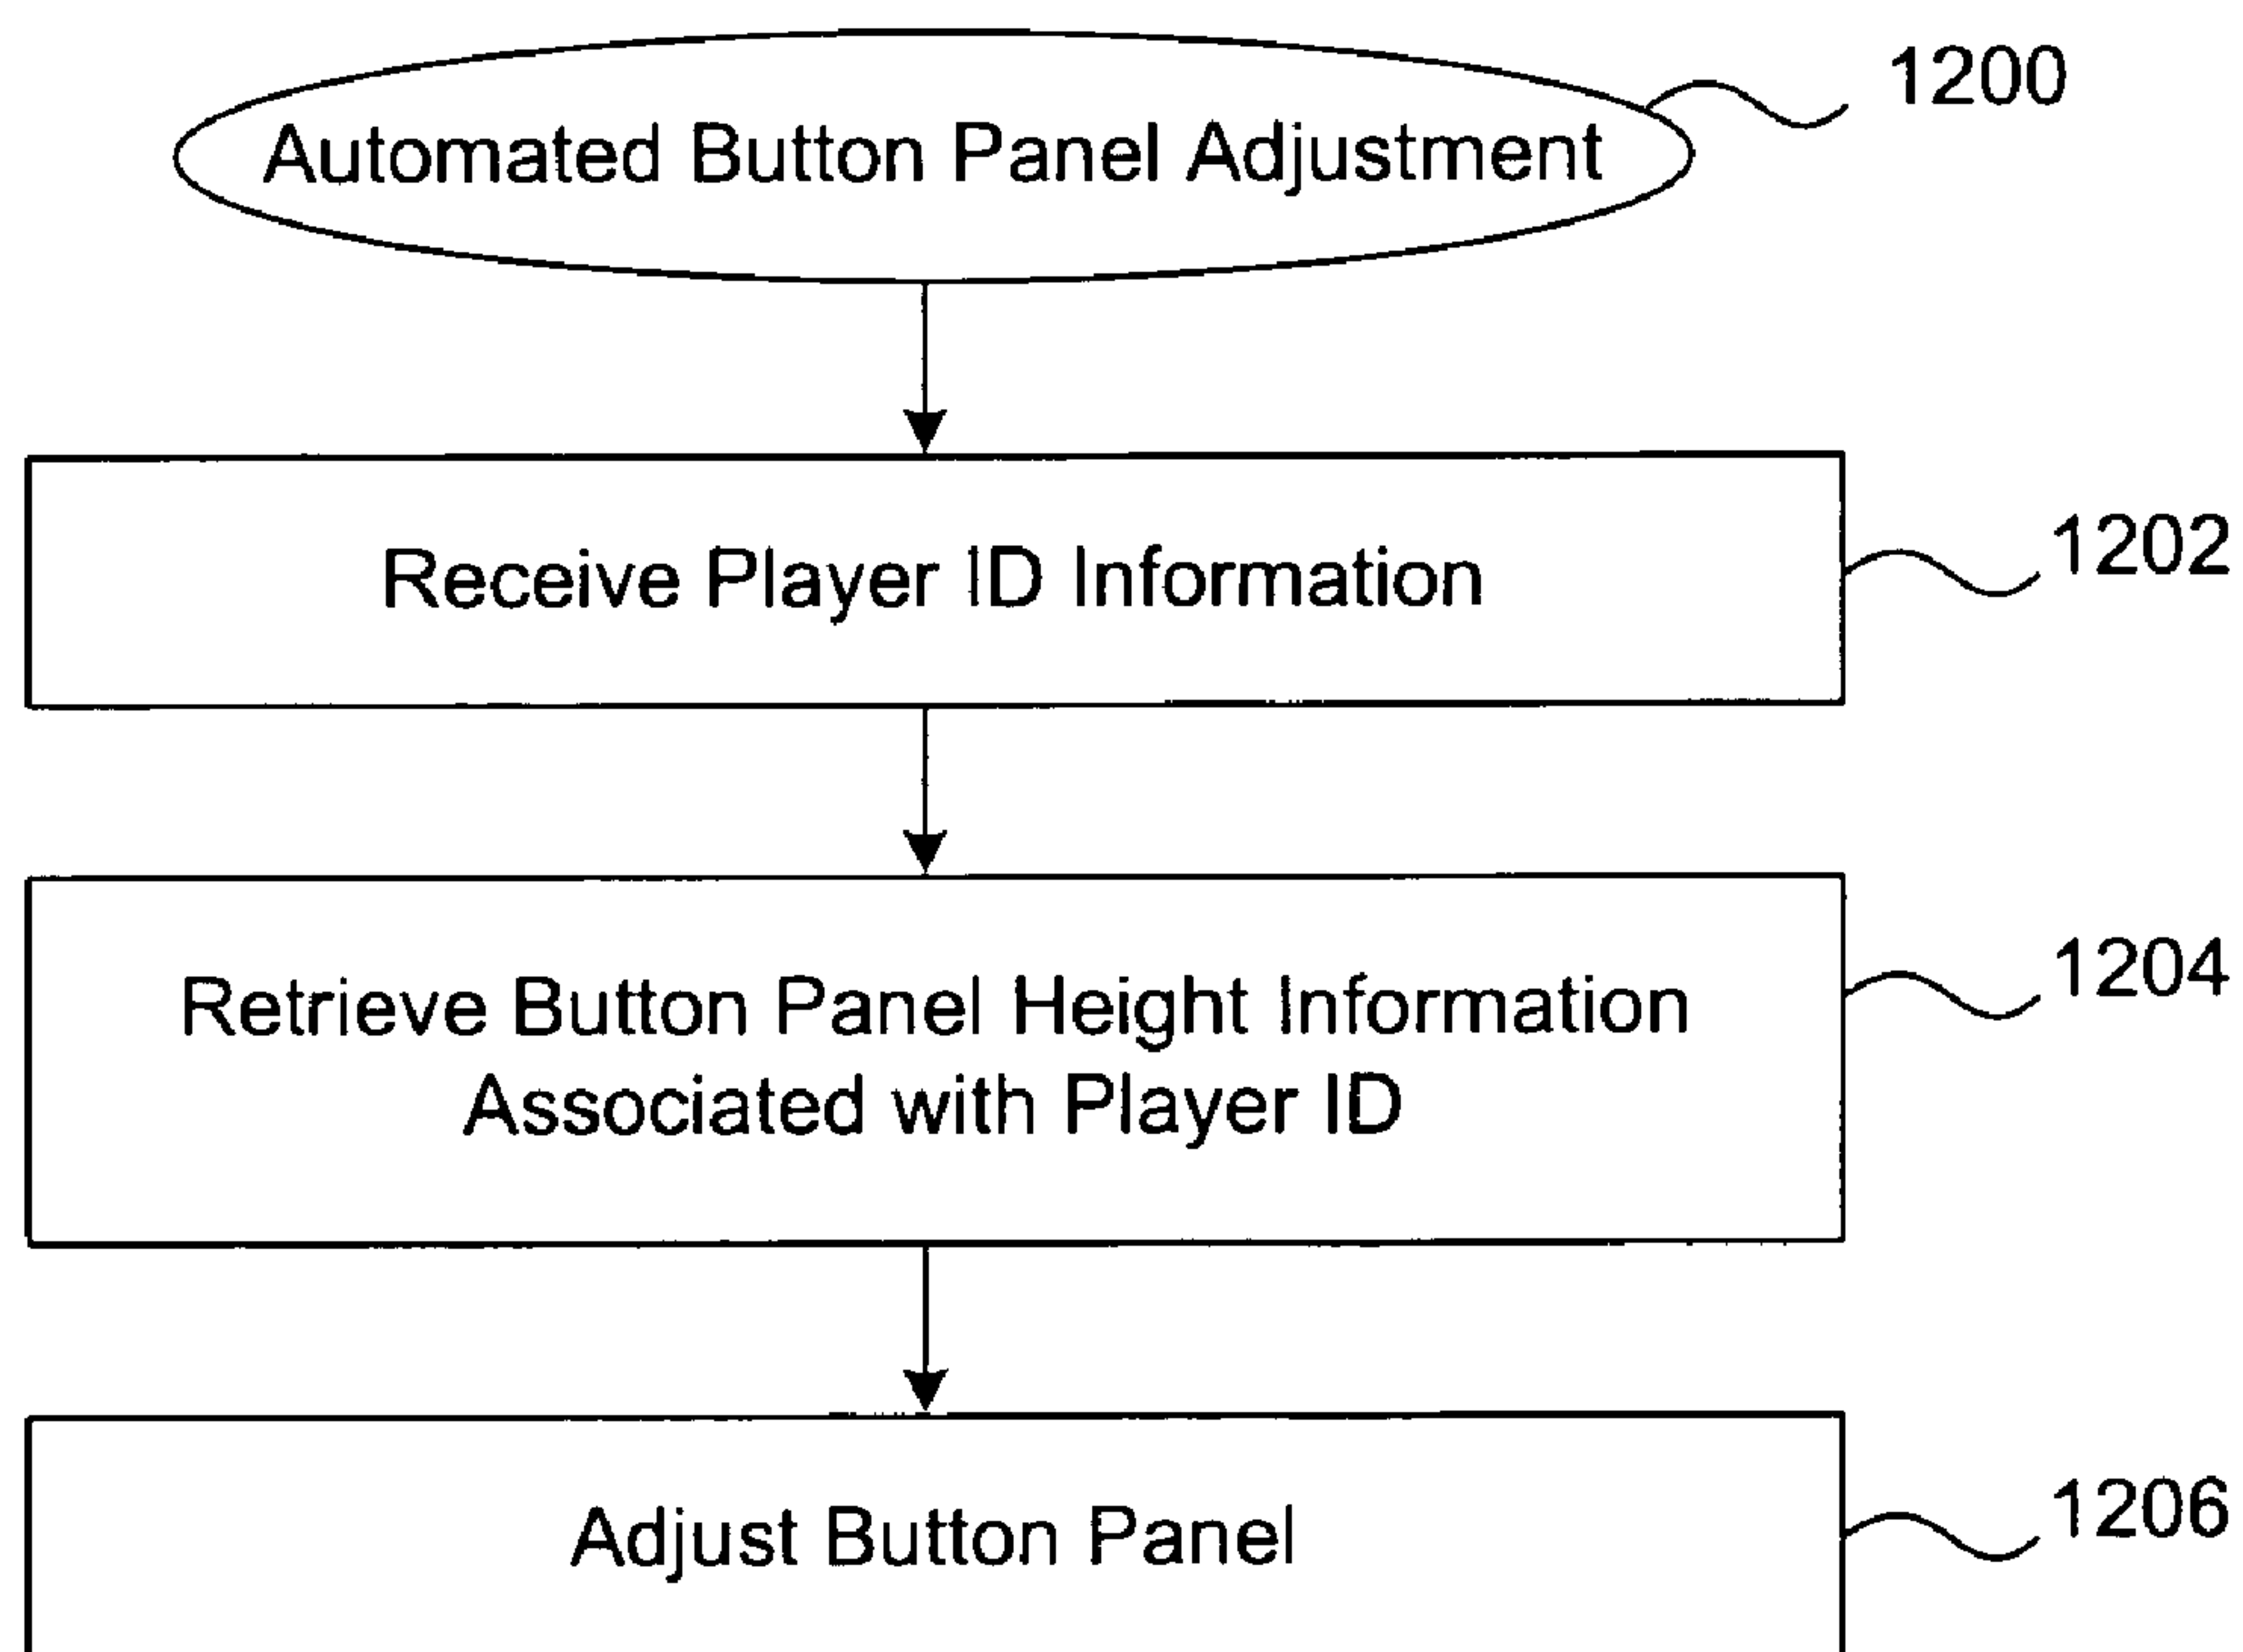 1200
Automated Button Panel Adjustment
1202
Receive Player ID Information
1204
Retrieve Button Panel Height Information
Associated with Player ID
1206
Adjust Button Panel